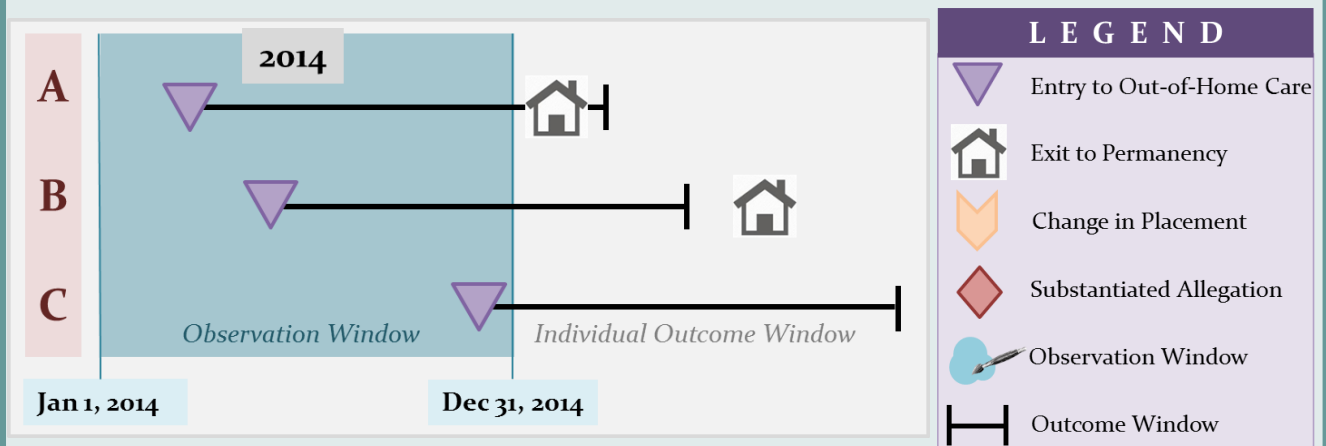 2014
A
B
C
Observation Window
Individual Outcome Window
Jan 1, 2014
Dec 31, 2014
LEGEND
Entry to Out-of-Home Care
Exit to Permanency
Change in Placement
Substantiated Allegation
Observation Window
Outcome Window